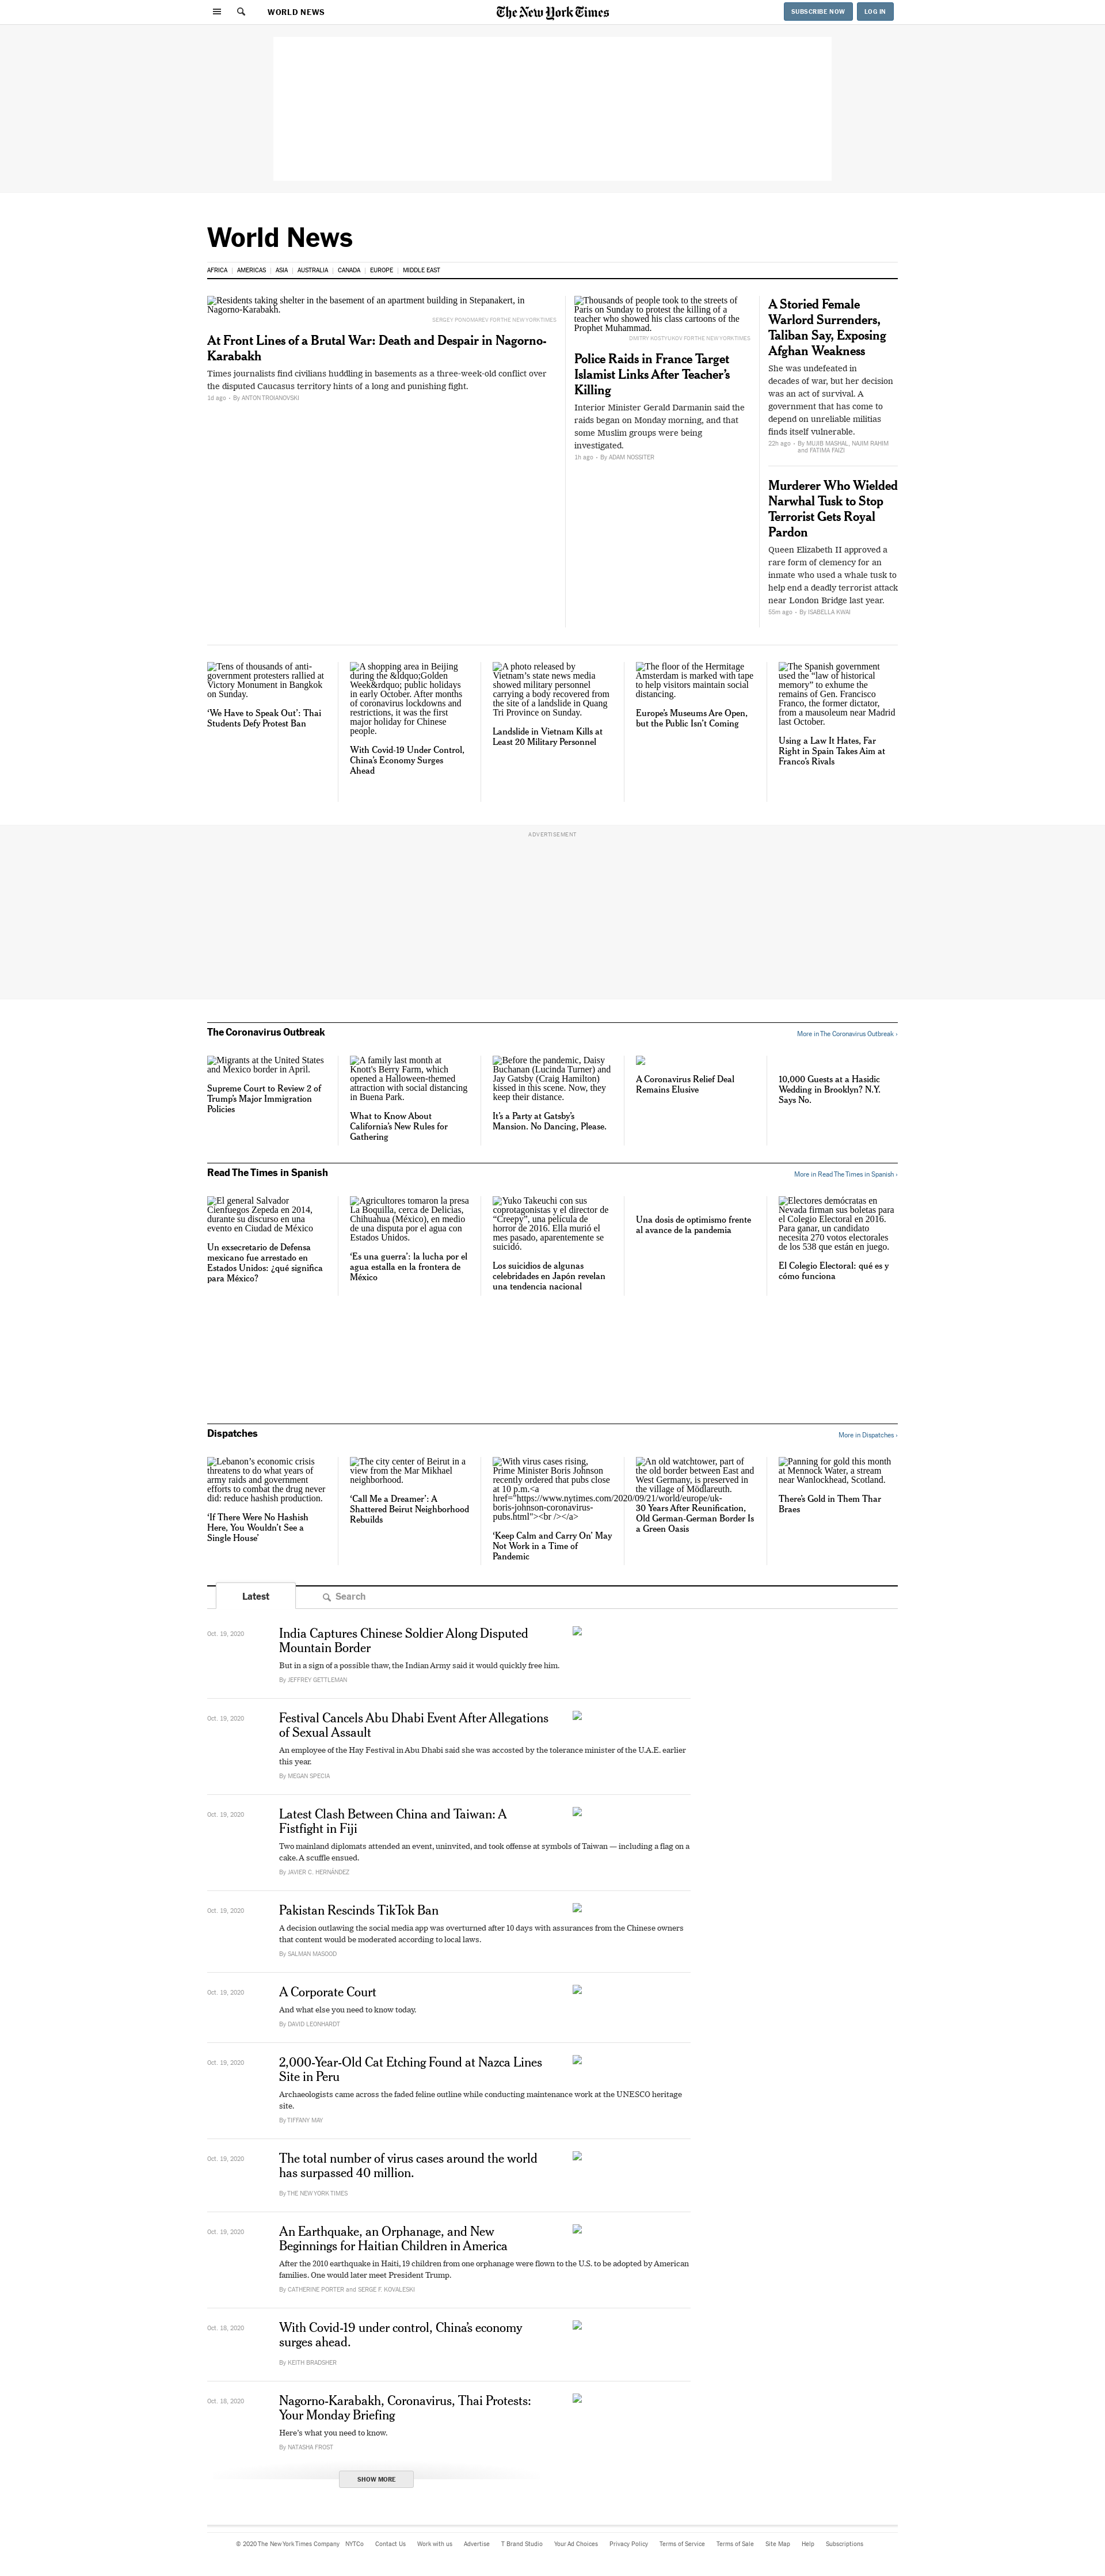 WORLD NEWS
The New York Times
SUBSCRIBE NOW
LOG IN
World News
AFRICA
AMERICAS
ASIA
AUSTRALIA
CANADA
EUROPE
MIDDLE EAST
Residents taking shelter in the basement of an apartment building in Stepanakert, in
Nagorno-Karabakh.
SERGEY PONOMAREV FOR THE NEW YORK TIMES
At Front Lines of a Brutal War: Death and Despair in Nagorno-
Karabakh
Times journalists find civilians huddling in basements as a three-week-old conflict over
the disputed Caucasus territory hints of a long and punishing fight.
1d ago • By ANTON TROIANOVSKI
Thousands of people took to the streets of
Paris on Sunday to protest the killing of a
teacher who showed his class cartoons of the
Prophet Muhammad.
DMITRY KOSTYUKOV FOR THE NEW YORK TIMES
Police Raids in France Target
Islamist Links After Teacher’s
Killing
Interior Minister Gerald Darmanin said the
raids began on Monday morning, and that
some Muslim groups were being
investigated.
1h ago • By ADAM NOSSITER
A Storied Female
Warlord Surrenders,
Taliban Say, Exposing
Afghan Weakness
She was undefeated in
decades of war, but her decision
was an act of survival. A
government that has come to
depend on unreliable militias
finds itself vulnerable.
22h ago • By MUJIB MASHAL, NAJIM RAHIM
and FATIMA FAIZI
Murderer Who Wielded
Narwhal Tusk to Stop
Terrorist Gets Royal
Pardon
Queen Elizabeth II approved a
rare form of clemency for an
inmate who used a whale tusk to
help end a deadly terrorist attack
near London Bridge last year.
55m ago • By ISABELLA KWAI
Tens of thousands of anti-
government protesters rallied at
Victory Monument in Bangkok
on Sunday.
‘We Have to Speak Out’: Thai
Students Defy Protest Ban
A shopping area in Beijing
during the &ldquo;Golden
Week&rdquo; public holidays
in early October. After months
of coronavirus lockdowns and
restrictions, it was the first
major holiday for Chinese
people.
With Covid-19 Under Control,
China’s Economy Surges
Ahead
A photo released by
Vietnam’s state news media
showed military personnel
carrying a body recovered from
the site of a landslide in Quang
Tri Province on Sunday.
Landslide in Vietnam Kills at
Least 20 Military Personnel
The floor of the Hermitage
Amsterdam is marked with tape
to help visitors maintain social
distancing.
Europe’s Museums Are Open,
but the Public Isn’t Coming
The Spanish government
used the “law of historical
memory” to exhume the
remains of Gen. Francisco
Franco, the former dictator,
from a mausoleum near Madrid
last October.
Using a Law It Hates, Far
Right in Spain Takes Aim at
Franco’s Rivals
ADVERTISEMENT
The Coronavirus Outbreak
More in The Coronavirus Outbreak ›
Migrants at the United States
and Mexico border in April.
Supreme Court to Review 2 of
Trump’s Major Immigration
Policies
A family last month at
Knott's Berry Farm, which
opened a Halloween-themed
attraction with social distancing
in Buena Park.
What to Know About
California’s New Rules for
Gathering
Before the pandemic, Daisy
Buchanan (Lucinda Turner) and
Jay Gatsby (Craig Hamilton)
kissed in this scene. Now, they
keep their distance.
It’s a Party at Gatsby’s
Mansion. No Dancing, Please.
A Coronavirus Relief Deal
Remains Elusive
10,000 Guests at a Hasidic
Wedding in Brooklyn? N.Y.
Says No.
Read The Times in Spanish
More in Read The Times in Spanish ›
El general Salvador
Cienfuegos Zepeda en 2014,
durante su discurso en una
evento en Ciudad de México
Un exsecretario de Defensa
mexicano fue arrestado en
Estados Unidos: ¿qué significa
para México?
Agricultores tomaron la presa
La Boquilla, cerca de Delicias,
Chihuahua (México), en medio
de una disputa por el agua con
Estados Unidos.
‘Es una guerra’: la lucha por el
agua estalla en la frontera de
México
Yuko Takeuchi con sus
coprotagonistas y el director de
“Creepy”, una película de
horror de 2016. Ella murió el
mes pasado, aparentemente se
suicidó.
Los suicidios de algunas
celebridades en Japón revelan
una tendencia nacional
Una dosis de optimismo frente
al avance de la pandemia
Electores demócratas en
Nevada firman sus boletas para
el Colegio Electoral en 2016.
Para ganar, un candidato
necesita 270 votos electorales
de los 538 que están en juego.
El Colegio Electoral: qué es y
cómo funciona
Dispatches
More in Dispatches ›
Lebanon’s economic crisis
threatens to do what years of
army raids and government
efforts to combat the drug never
did: reduce hashish production.
‘If There Were No Hashish
Here, You Wouldn’t See a
Single House’
The city center of Beirut in a
view from the Mar Mikhael
neighborhood.
‘Call Me a Dreamer’: A
Shattered Beirut Neighborhood
Rebuilds
With virus cases rising,
Prime Minister Boris Johnson
recently ordered that pubs close
at 10 p.m.<a
href="https://www.nytimes.com/2020/09/21/world/europe/uk-
boris-johnson-coronavirus-
pubs.html"><br /></a>
‘Keep Calm and Carry On’ May
Not Work in a Time of
Pandemic
An old watchtower, part of
the old border between East and
West Germany, is preserved in
the village of Mödlareuth.
30 Years After Reunification,
Old German-German Border Is
a Green Oasis
Panning for gold this month
at Mennock Water, a stream
near Wanlockhead, Scotland.
There’s Gold in Them Thar
Braes
Latest
Search
Oct. 19, 2020
India Captures Chinese Soldier Along Disputed
Mountain Border
But in a sign of a possible thaw, the Indian Army said it would quickly free him.
By JEFFREY GETTLEMAN
Oct. 19, 2020
Festival Cancels Abu Dhabi Event After Allegations
of Sexual Assault
An employee of the Hay Festival in Abu Dhabi said she was accosted by the tolerance minister of the U.A.E. earlier
this year.
By MEGAN SPECIA
Oct. 19, 2020
Latest Clash Between China and Taiwan: A
Fistfight in Fiji
Two mainland diplomats attended an event, uninvited, and took offense at symbols of Taiwan — including a flag on a
cake. A scuffle ensued.
By JAVIER C. HERNÁNDEZ
Oct. 19, 2020
Pakistan Rescinds TikTok Ban
A decision outlawing the social media app was overturned after 10 days with assurances from the Chinese owners
that content would be moderated according to local laws.
By SALMAN MASOOD
Oct. 19, 2020
A Corporate Court
And what else you need to know today.
By DAVID LEONHARDT
Oct. 19, 2020
2,000-Year-Old Cat Etching Found at Nazca Lines
Site in Peru
Archaeologists came across the faded feline outline while conducting maintenance work at the UNESCO heritage
site.
By TIFFANY MAY
Oct. 19, 2020
The total number of virus cases around the world
has surpassed 40 million.
By THE NEW YORK TIMES
Oct. 19, 2020
An Earthquake, an Orphanage, and New
Beginnings for Haitian Children in America
After the 2010 earthquake in Haiti, 19 children from one orphanage were flown to the U.S. to be adopted by American
families. One would later meet President Trump.
By CATHERINE PORTER and SERGE F. KOVALESKI
Oct. 18, 2020
With Covid-19 under control, China’s economy
surges ahead.
By KEITH BRADSHER
Oct. 18, 2020
Nagorno-Karabakh, Coronavirus, Thai Protests:
Your Monday Briefing
Here’s what you need to know.
By NATASHA FROST
SHOW MORE
© 2020 The New York Times Company NYTCo Contact Us Work with us Advertise T Brand Studio Your Ad Choices Privacy Policy Terms of Service Terms of Sale Site Map Help Subscriptions